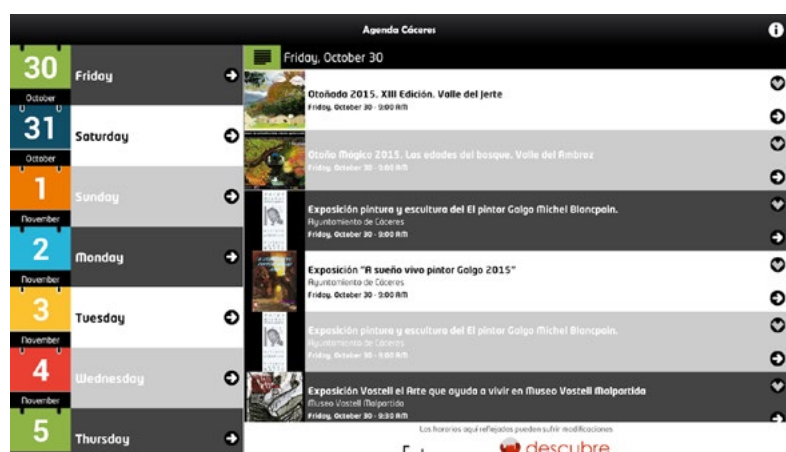 Agenda Cáceres
30
October
Friday
31
October
Saturday
1
November
Sunday
2
November
Monday
3
November
Tuesday
4
November
Wednesday
5
Thursday
Friday, October 30
Otoñada 2015. XIII Edición. Valle del Jerte
Friday, October 30 - 9:00 AM
Otoño Mágico 2015. Las edades del bosque. Valle del Ambroz
Friday, October 30 - 9:00 AM
Exposición pintura y escultura del El pintor Galgo Michel Blancpain.
Ayuntamiento de Cáceres
Friday, October 30 - 9:00 AM
Exposición "A sueño vivo pintor Galgo 2015"
Ayuntamiento de Cáceres
Friday, October 30 - 9:00 AM
Exposición pintura y escultura del El pintor Galgo Michel Blancpain.
Ayuntamiento de Cáceres
Friday, October 30 - 9:00 AM
Exposición Vostell el Arte que ayuda a vivir en Museo Vostell Malpartida
Museo Vostell Malpartida
Friday, October 30 - 9:30 AM
Los horarios aquí reflejados pueden sufrir modificaciones
descubre